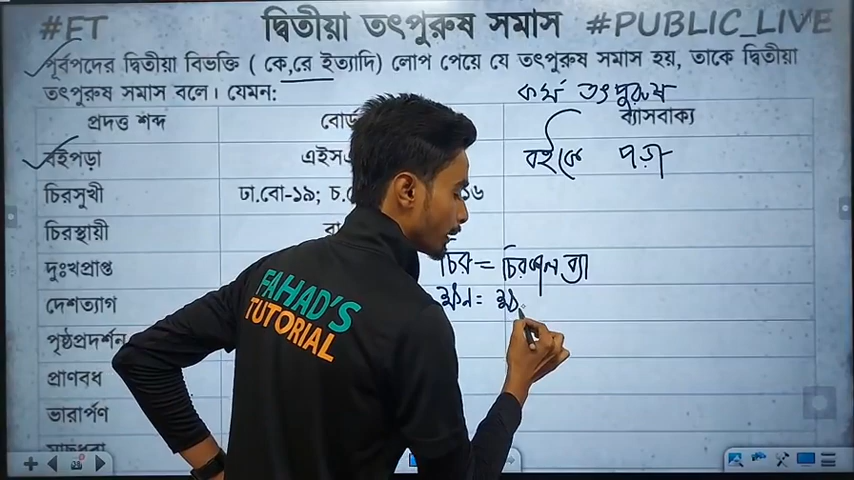 #FT দ্বিতীয়া তৎপুরুষ সমাস #PUBLIC_LIVE
পূর্বপদের দ্বিতীয়া বিভক্তি ( কে,রে ইত্যাদি) লোপ পেয়ে যে তৎপুরুষ সমাস হয়, তাকে দ্বিতীয়া
তৎপুরুষ সমাস বলে। যেমন:
কর্ম তৎপুরুষ
প্রদত্ত শব্দ ব্যাসবাক্য
বইপড়া বইকে পড়া
চিরসুখী ঢা.বো-১৯;
চিরস্থায়ী
দুঃখপ্রাপ্ত চির = চিরকাল ব্যা
দেশত্যাগ
পৃষ্ঠপ্রদর্শন
প্রাণবধ
ভারার্পণ
FAHAD'S
TUTORIAL